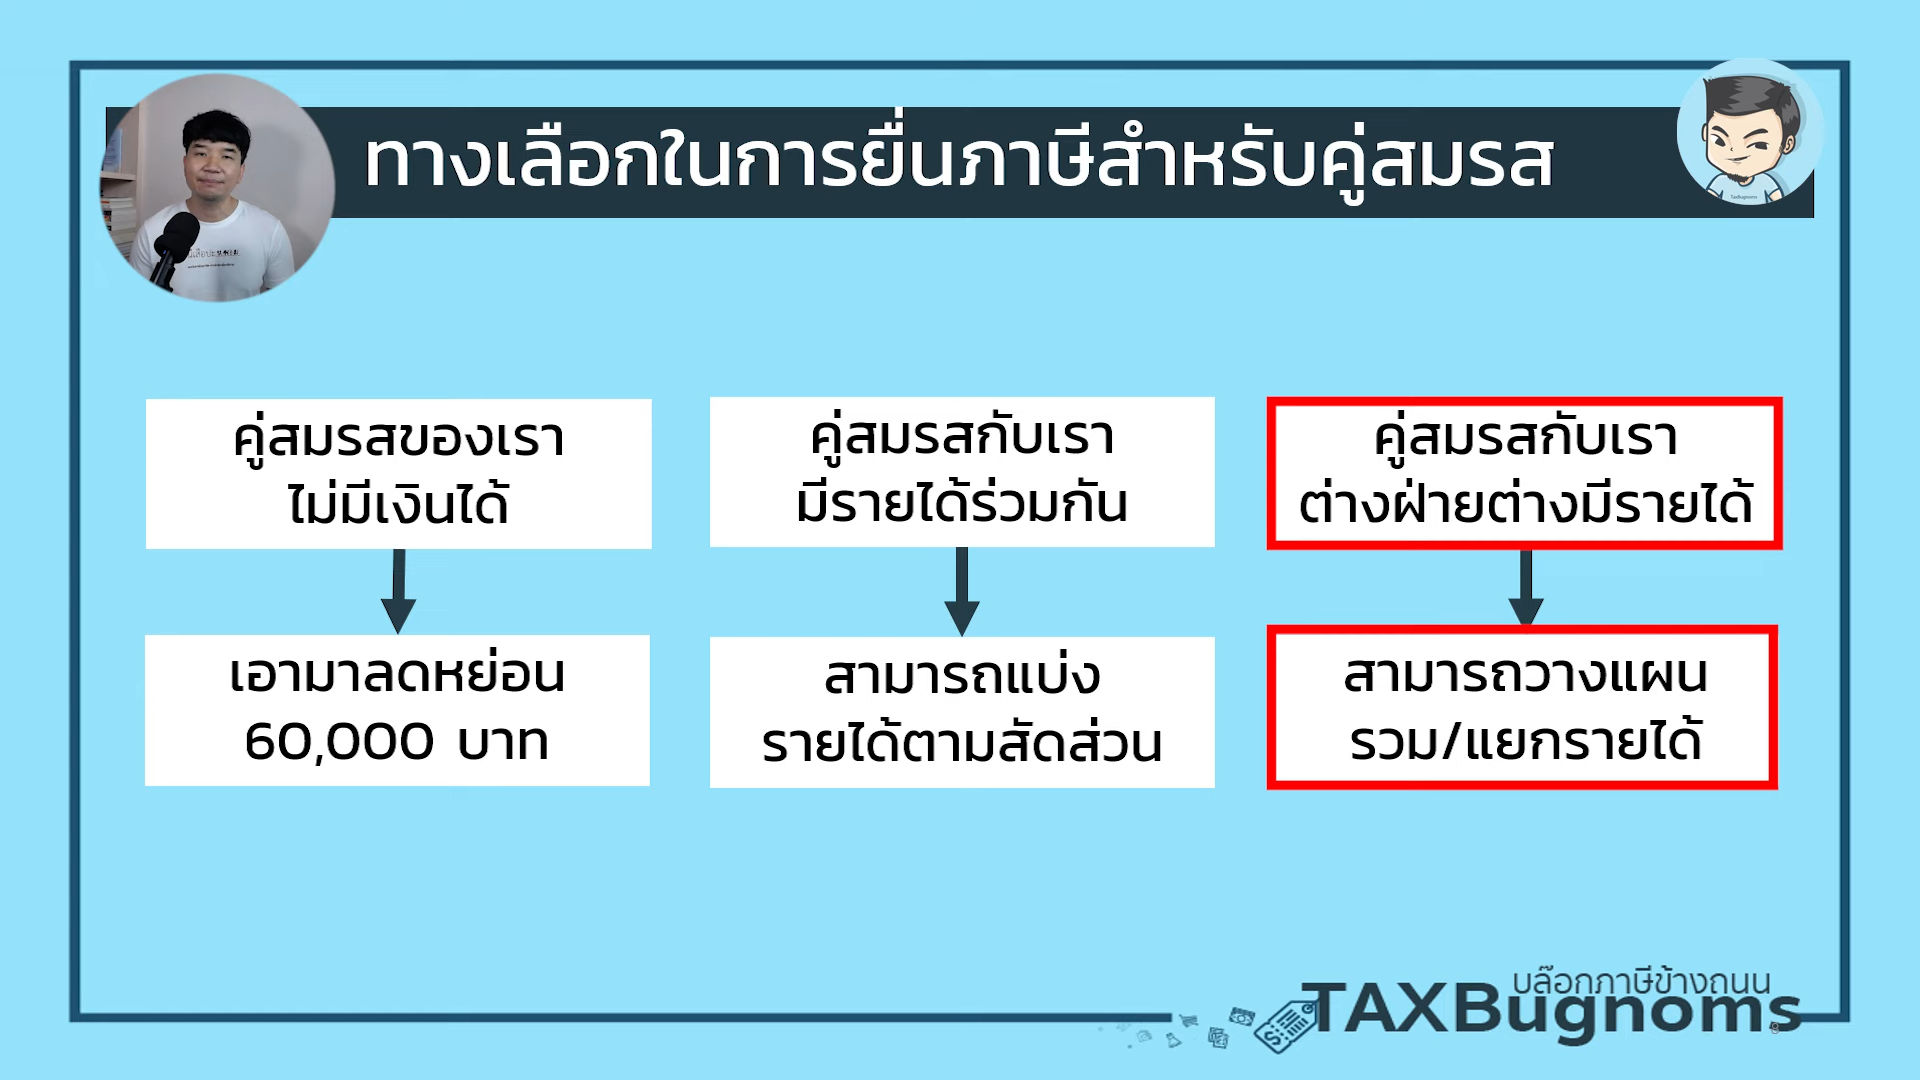 ทางเลือกในการยื่นภาษีสำหรับคู่สมรส
คู่สมรสของเรา
ไม่มีเงินได้
คู่สมรสกับเรา
มีรายได้ร่วมกัน
คู่สมรสกับเรา
ต่างฝ่ายต่างมีรายได้
เอามาลดหย่อน
60,000 บาท
สามารถแบ่ง
รายได้ตามสัดส่วน
สามารถวางแผน
รวม/แยกรายได้
บล๊อกภาษีข้างถนน
TAXBugnoms